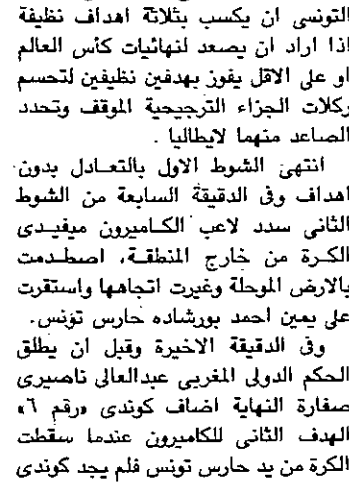 التونسى ان يكسب بثلاثة اهداف نظيفة
اذا اراد ان يصعد لنهائيات كأس العالم
او على الاقل يفوز بهدفين نظيفين لتحسم
ركلات الجزاء الترجيحية الموقف وتحدد
الصاعد منهما لايطاليا .
انتهى الشوط الاول بالتعادل بدون
اهداف وفى الدقيقة السابعة من الشوط
الثانى سدد لاعب الكاميرون ميفيدى
الكرة من خارج المنطقة، اصطدمت
بالارض الموحلة وغيرت اتجاهها واستقرت
على يمين احمد بورشاده حارس تونس.
وفى الدقيقة الاخيرة وقبل ان يطلق
الحكم الدولى المغربى عبدالعالى ناصيرى
صفارة النهاية اضاف كوندى «رقم ٦»
الهدف الثانى للكاميرون عندما سقطت
الكرة من يد حارس تونس فلم يجد كوندى